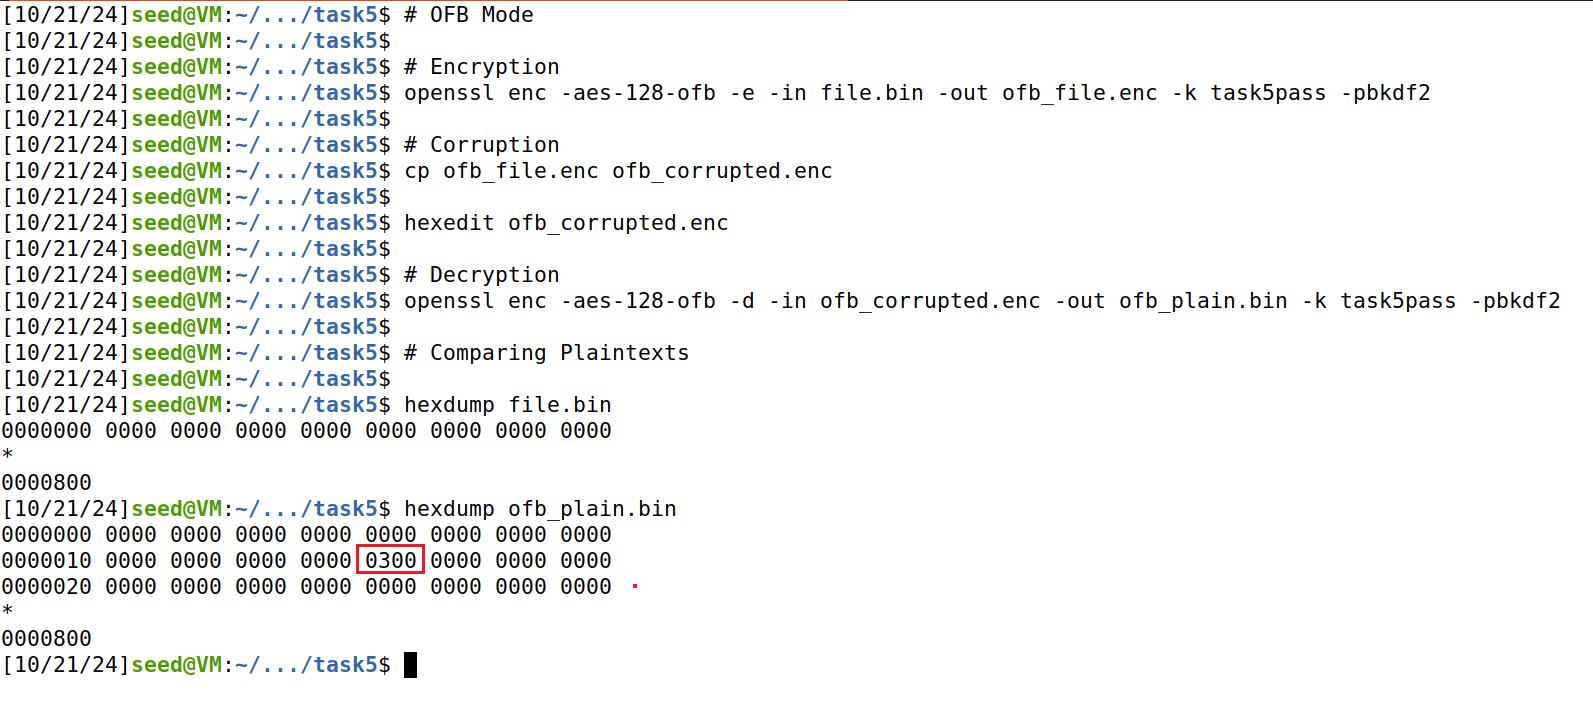 [10/21/24]seed@VM:~/.../task5$ # OFB Mode
[10/21/24]seed@VM:~/.../task5$
[10/21/24]seed@VM:~/.../task5$ # Encryption
[10/21/24]seed@VM:~/.../task5$ openssl enc -aes-128-ofb -e -in file.bin -out ofb_file.enc -k task5pass -pbkdf2
[10/21/24]seed@VM:~/.../task5$
[10/21/24]seed@VM:~/.../task5$ # Corruption
[10/21/24]seed@VM:~/.../task5$ cp ofb_file.enc ofb_corrupted.enc
[10/21/24]seed@VM:~/.../task5$
[10/21/24]seed@VM:~/.../task5$ hexedit ofb_corrupted.enc
[10/21/24]seed@VM:~/.../task5$
[10/21/24]seed@VM:~/.../task5$ # Decryption
[10/21/24]seed@VM:~/.../task5$ openssl enc -aes-128-ofb -d -in ofb_corrupted.enc -out ofb_plain.bin -k task5pass -pbkdf2
[10/21/24]seed@VM:~/.../task5$
[10/21/24]seed@VM:~/.../task5$ # Comparing Plaintexts
[10/21/24]seed@VM:~/.../task5$
[10/21/24]seed@VM:~/.../task5$ hexdump file.bin
0000000 0000 0000 0000 0000 0000 0000 0000 0000
*
0000800
[10/21/24]seed@VM:~/.../task5$ hexdump ofb_plain.bin
0000000 0000 0000 0000 0000 0000 0000 0000 0000
0000010 0000 0000 0000 0000 0300 0000 0000 0000
0000020 0000 0000 0000 0000 0000 0000 0000 0000
*
0000800
[10/21/24]seed@VM:~/.../task5$